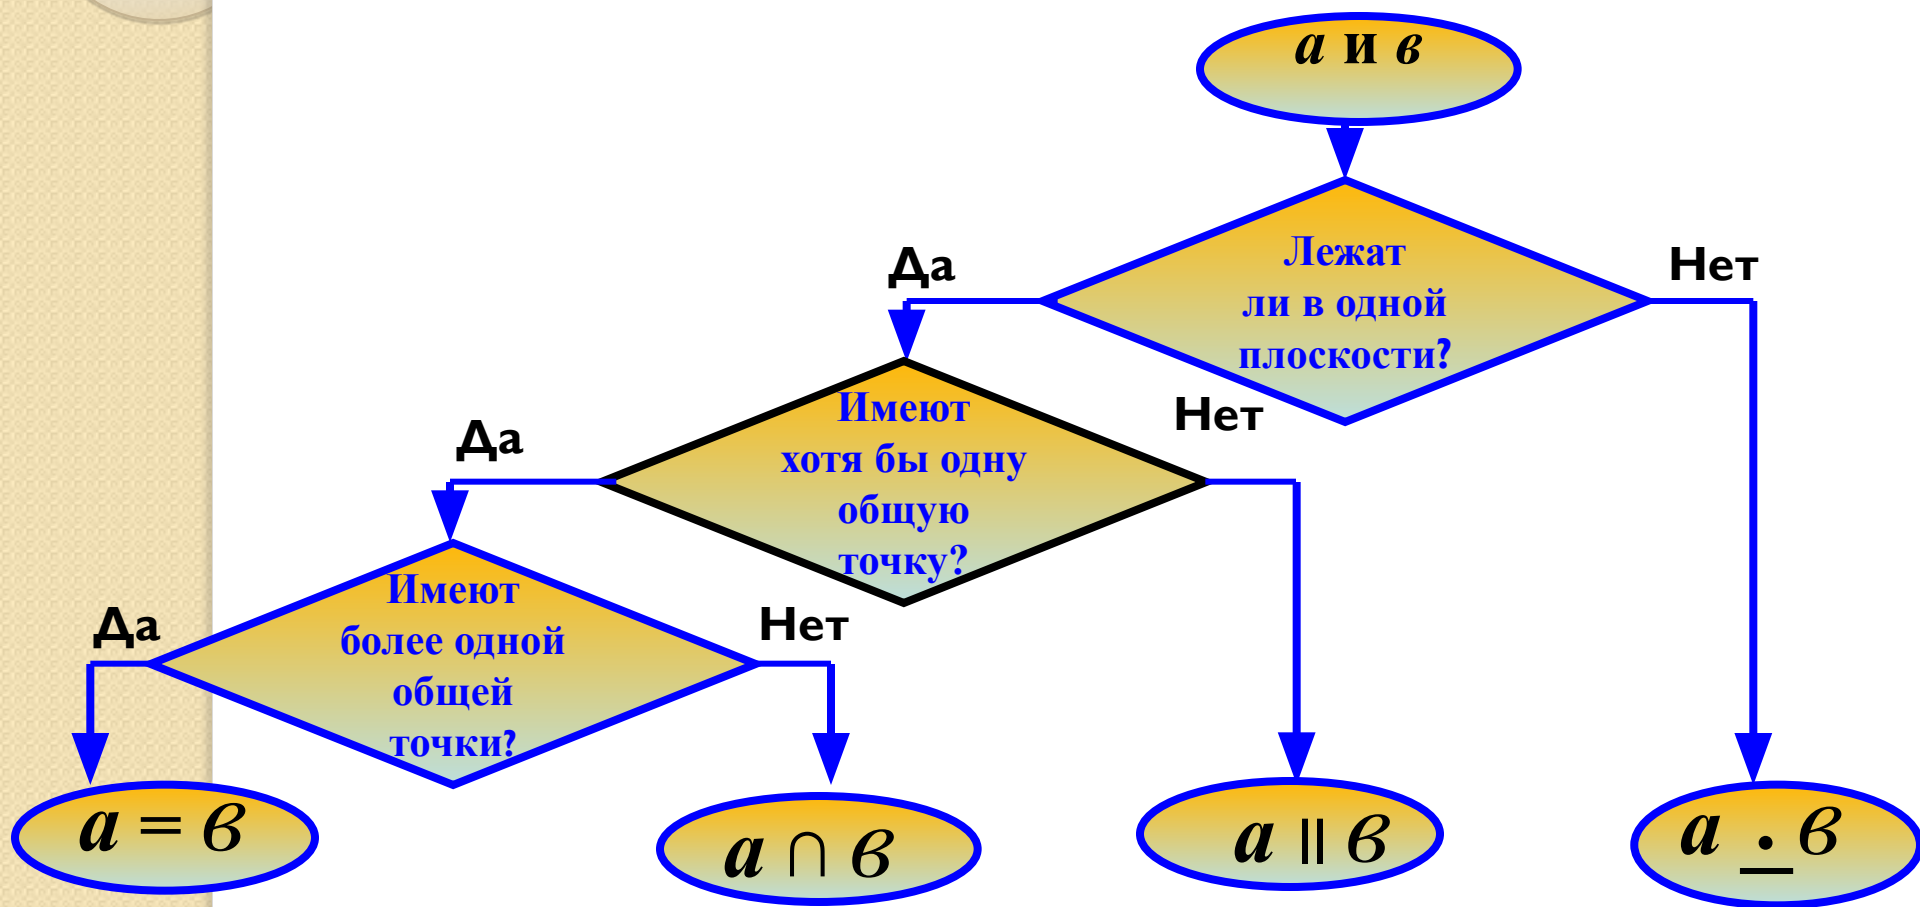 а и в
Лежат
ли в одной
плоскости?
Да
Нет
Имеют
хотя бы одну
общую
точку?
Да
Нет
Имеют
более одной
общей
точки?
Да
Нет
а = в
а ∩ в
а || в
а ∸ в